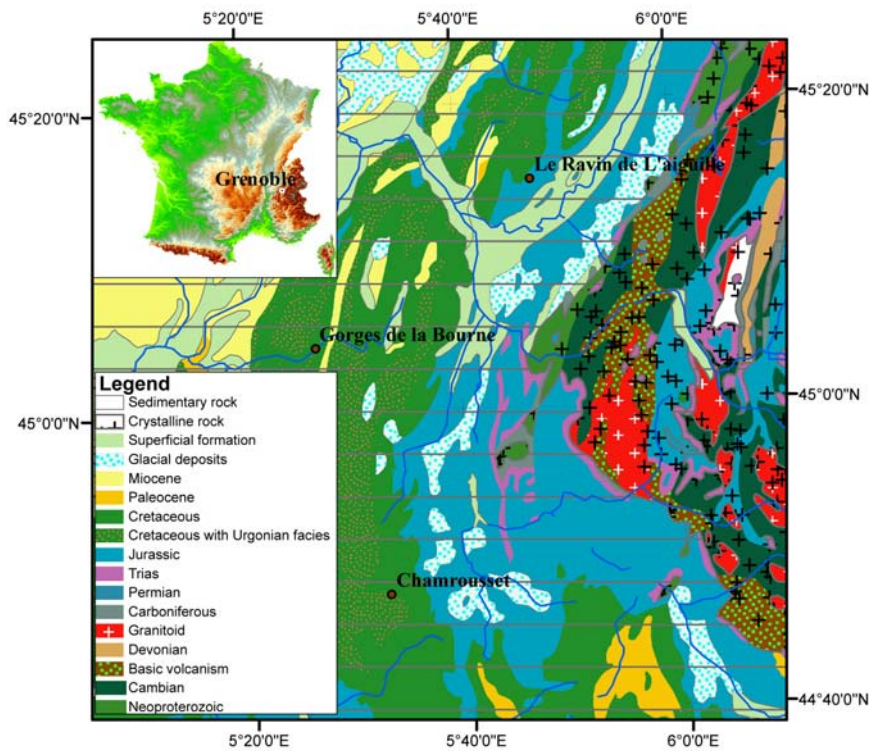 5°20'0"E 5°40'0"E 6°0'0"E
45°20'0"N
45°20'0"N
Le Ravin de L'aiguille
Grenoble
Gorges de la Bourne
Legend
Sedimentary rock
Crystalline rock
Superficial formation
Glacial deposits
Miocene
Paleocene
Cretaceous
Cretaceous with Urgonian facies
Jurassic
Trias
Permian
Carboniferous
Granitoid
Devonian
Basic volcanism
Cambian
Neoproterozoic
45°0'0"N
45°0'0"N
Chamrousset
44°40'0"N
5°20'0"E 5°40'0"E 6°0'0"E